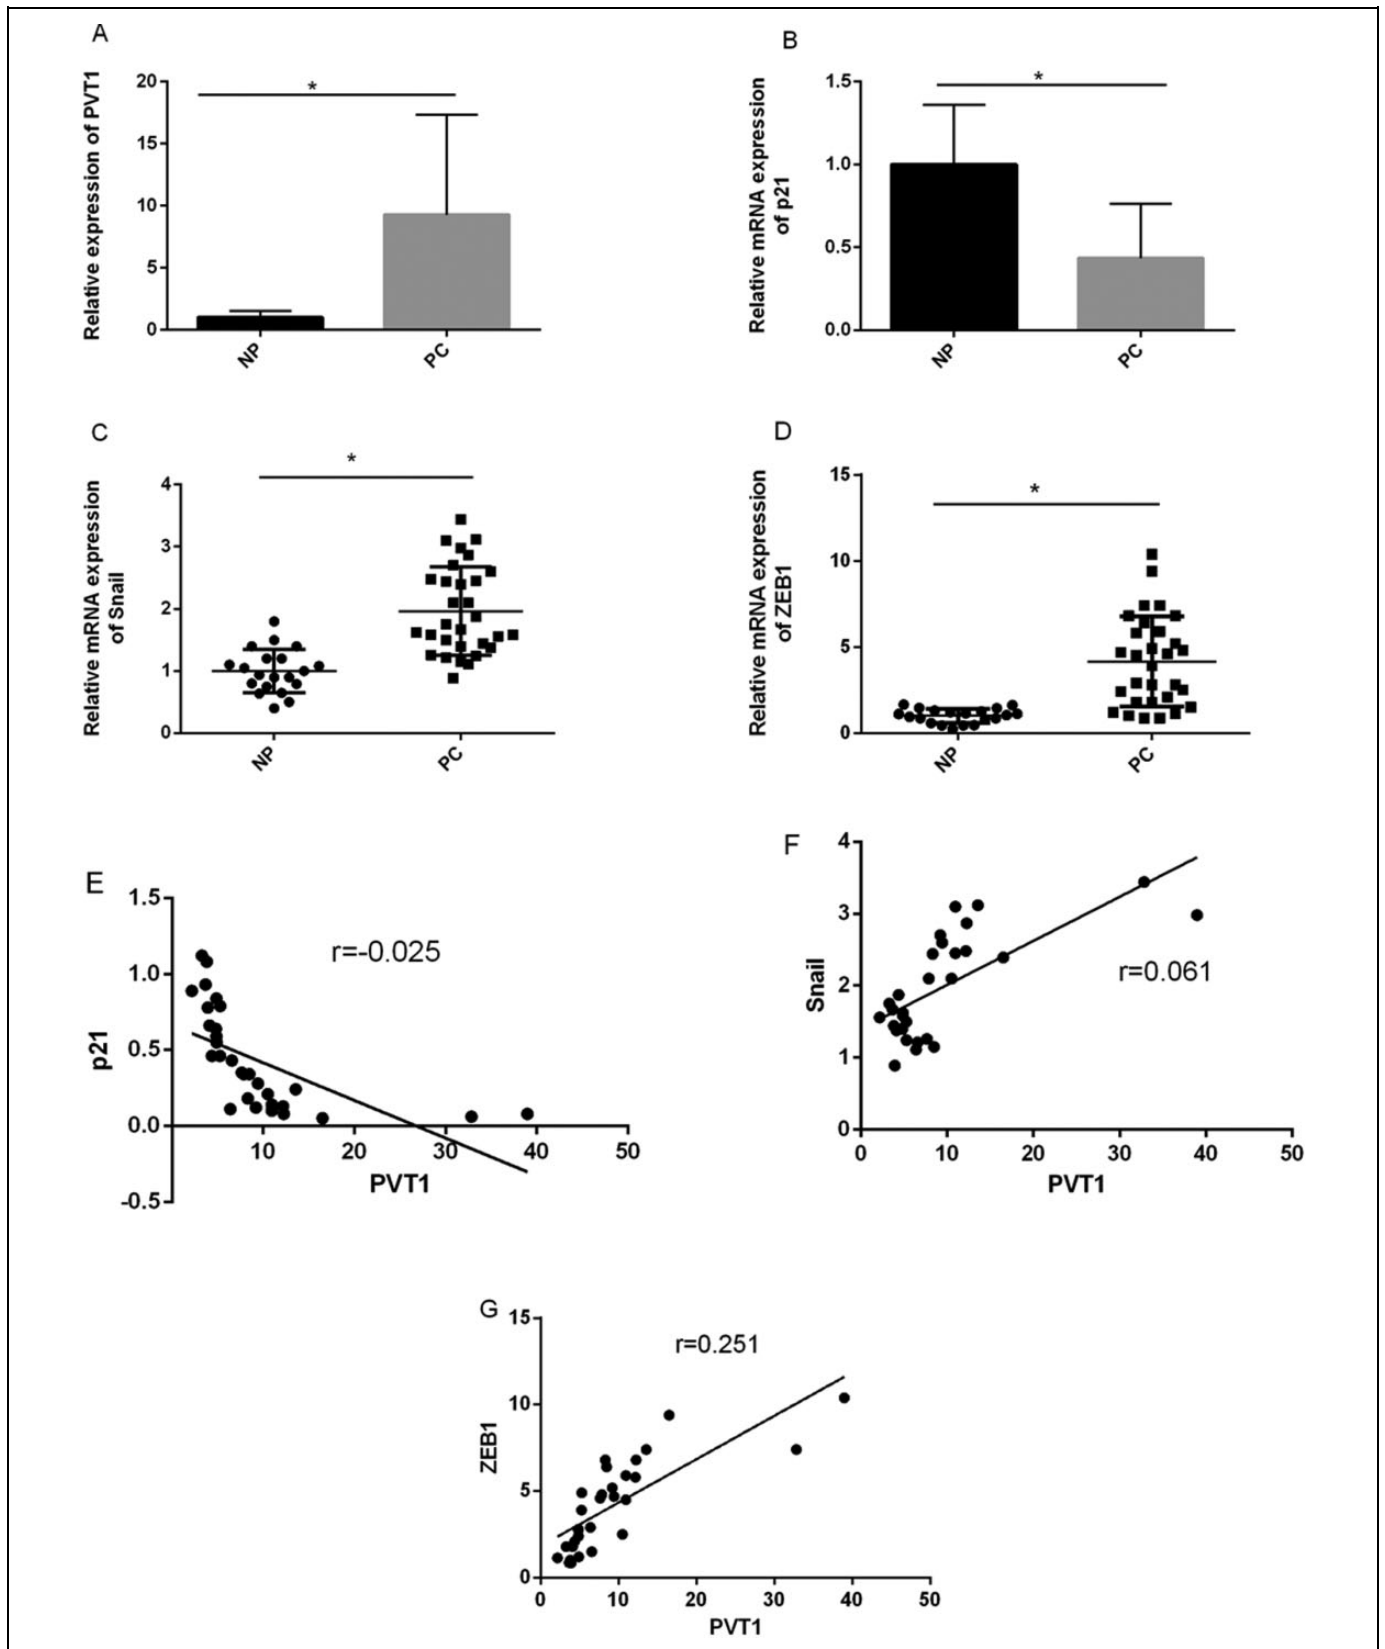 A
Relative expression of PVT1
20
15
10
5
0
*
NP
PC
B
Relative mRNA expression
of p21
1.5
1.0
0.5
0.0
*
NP
PC
C
Relative mRNA expression
of Snail
4
3
2
1
0
*
NP
PC
D
Relative mRNA expression
of ZEB1
15
10
5
0
*
NP
PC
E
p21
1.5
1.0
0.5
0.0
-0.5
r=-0.025
10 20 30 40 50
PVT1
F
Snail
4
3
2
1
0
r=0.061
0 10 20 30 40 50
PVT1
G
ZEB1
15
10
5
0
r=0.251
0 10 20 30 40 50
PVT1